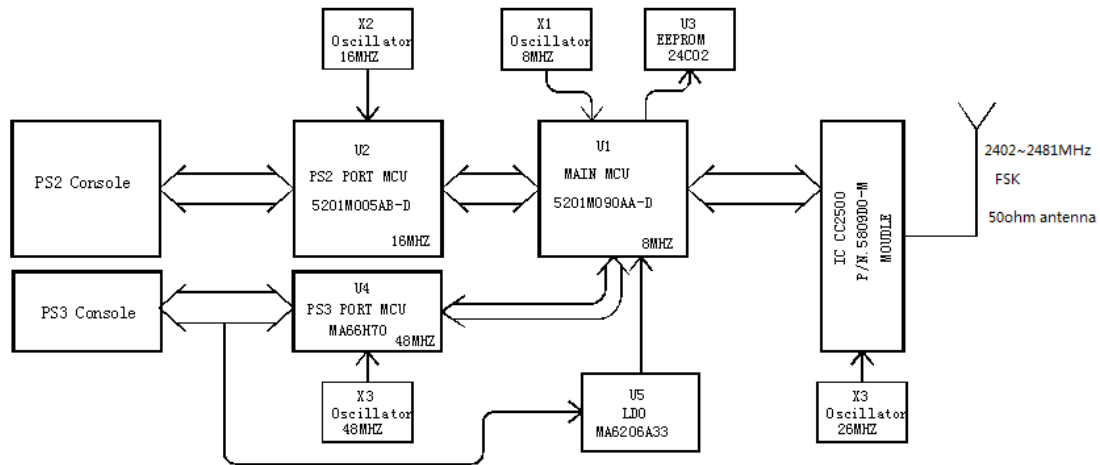 X2
Oscillator
16MHZ
X1
Oscillator
8MHZ
U3
EEPROM
24C02
PS2 Console
U2
PS2 PORT MCU
5201M005AB-D
16MHZ
U1
MAIN MCU
5201M090AA-D
8MHZ
IC CC2500
P/N.5809D0-M
MOUDLE
2402~2481MHz
FSK
50ohm antenna
PS3 Console
U4
PS3 PORT MCU
MA66H70
48MHZ
X3
Oscillator
48MHZ
U5
LDO
MA6206A33
X3
Oscillator
26MHZ